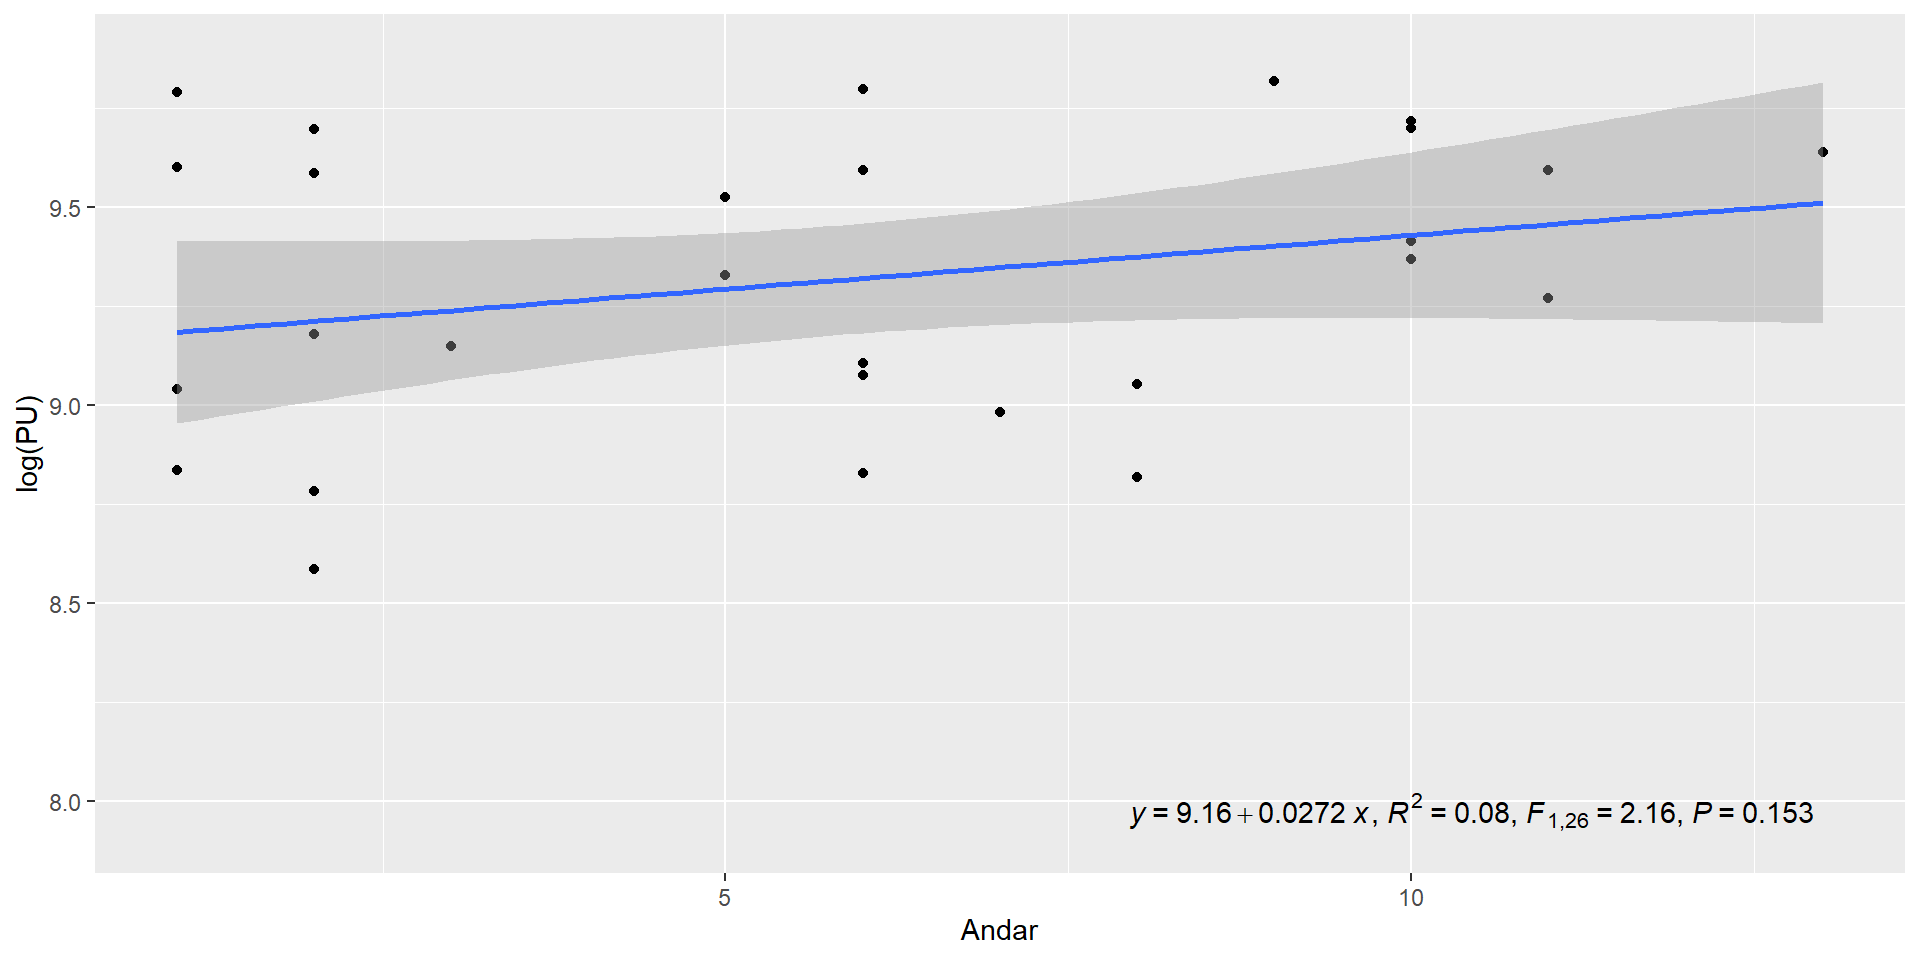 log(PU)
9.5
9.0
8.5
8.0
y = 9.16 + 0.0272 x, R² = 0.08, F₁,₂₆ = 2.16, P = 0.153
5
10
Andar